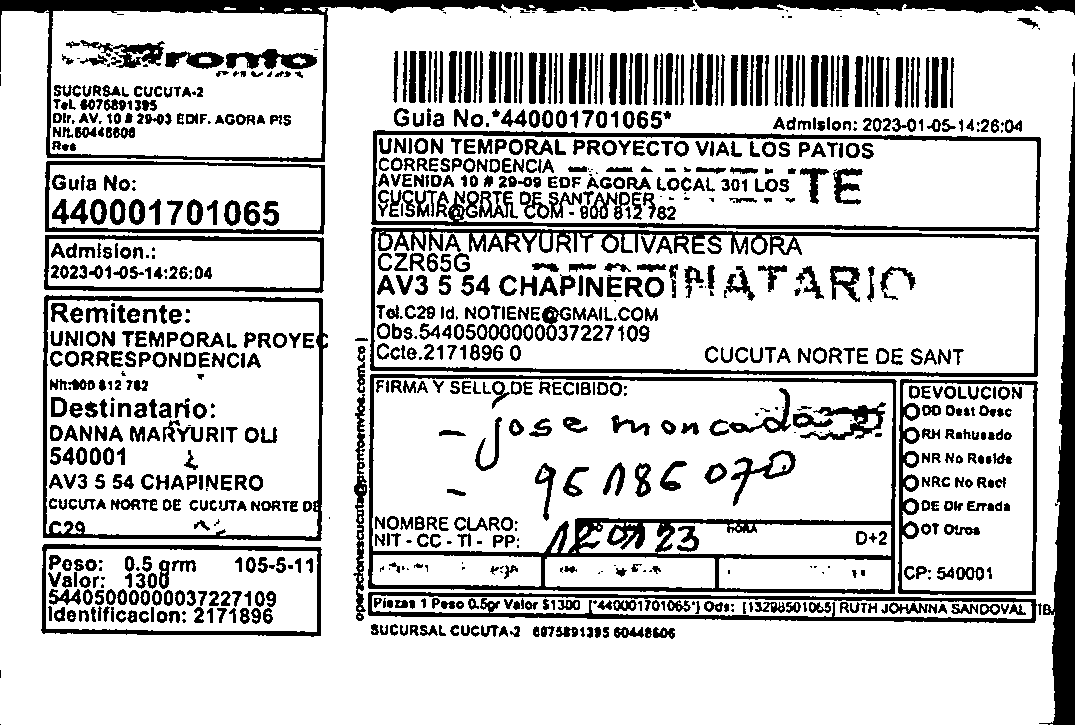 Pronto
SUCURSAL CUCUTA-2
Tel. 6075891395
Dir. AV. 10 # 29-03 EDIF. AGORA PIS
Nit.60448606
Res
Guia No:
440001701065
Admision.:
2023-01-05-14:26:04
Remitente:
UNION TEMPORAL PROYEC
CORRESPONDENCIA
Nit:900 812 782
Destinatario:
DANNA MARYURIT OLI
540001
AV3 5 54 CHAPINERO
CUCUTA NORTE DE CUCUTA NORTE DE
C29
Peso: 0.5 grm 105-5-11
Valor: 1300
54405000000037227109
Identificacion: 2171896
Guia No.*440001701065*
Admision: 2023-01-05-14:26:04
UNION TEMPORAL PROYECTO VIAL LOS PATIOS
CORRESPONDENCIA
AVENIDA 10 # 29-09 EDF AGORA LOCAL 301 LOS
CUCUTA NORTE DE SANTANDER
YEISMIR@GMAIL COM - 900 812 782
TE
DANNA MARYURIT OLIVARES MORA
CZR65G
AV3 5 54 CHAPINERO
DESTINATARIO
Tel.C29 Id. NOTIENE@GMAIL.COM
Obs.54405000000037227109
Ccte.2171896 0 CUCUTA NORTE DE SANT
operacionescucuta@prontoenvios.com.co |
FIRMA Y SELLO DE RECIBIDO:
- jose moncada
- 96186070
NOMBRE CLARO:
NIT - CC - TI - PP:
HORA
D+2
DEVOLUCION
DD Dest Desc
RH Rehusado
NR No Reside
NRC No Recl
DE Dir Errada
OT Otros
CP: 540001
Piezas 1 Peso 0.5gr Valor $1300 [*440001701065*] Ods: [13298501065] RUTH JOHANNA SANDOVAL TIBA
SUCURSAL CUCUTA-2 6075891395 60448606